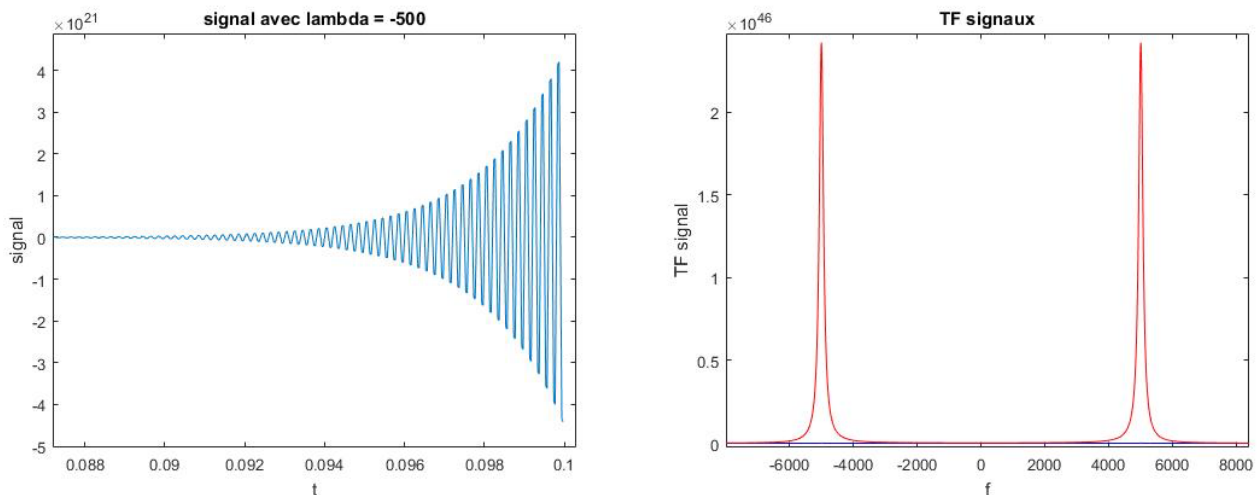 signal avec lambda = -500
×10^21
4
3
2
1
0
-1
-2
-3
-4
-5
signal
0.088 0.09 0.092 0.094 0.096 0.098 0.1
t
TF signaux
×10^46
2
1.5
1
0.5
0
TF signal
-6000 -4000 -2000 0 2000 4000 6000 8000
f